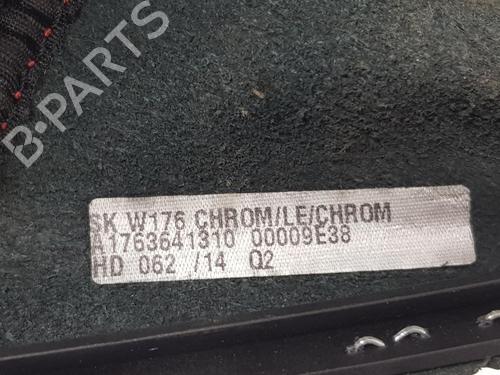 B-PARTS
SK W176 CHROM/LE/CHROM
A1763641310 00009E38
HD 062 /14 Q2